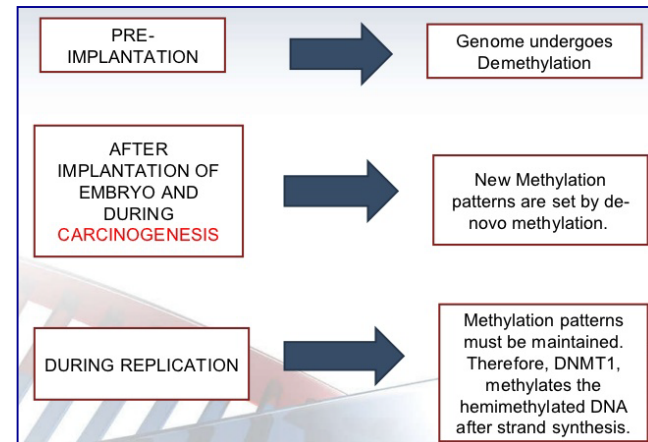 PRE-
IMPLANTATION
Genome undergoes
Demethylation
AFTER
IMPLANTATION OF
EMBRYO AND
DURING
CARCINOGENESIS
New Methylation
patterns are set by de-
novo methylation.
DURING REPLICATION
Methylation patterns
must be maintained.
Therefore, DNMT1,
methylates the
hemimethylated DNA
after strand synthesis.